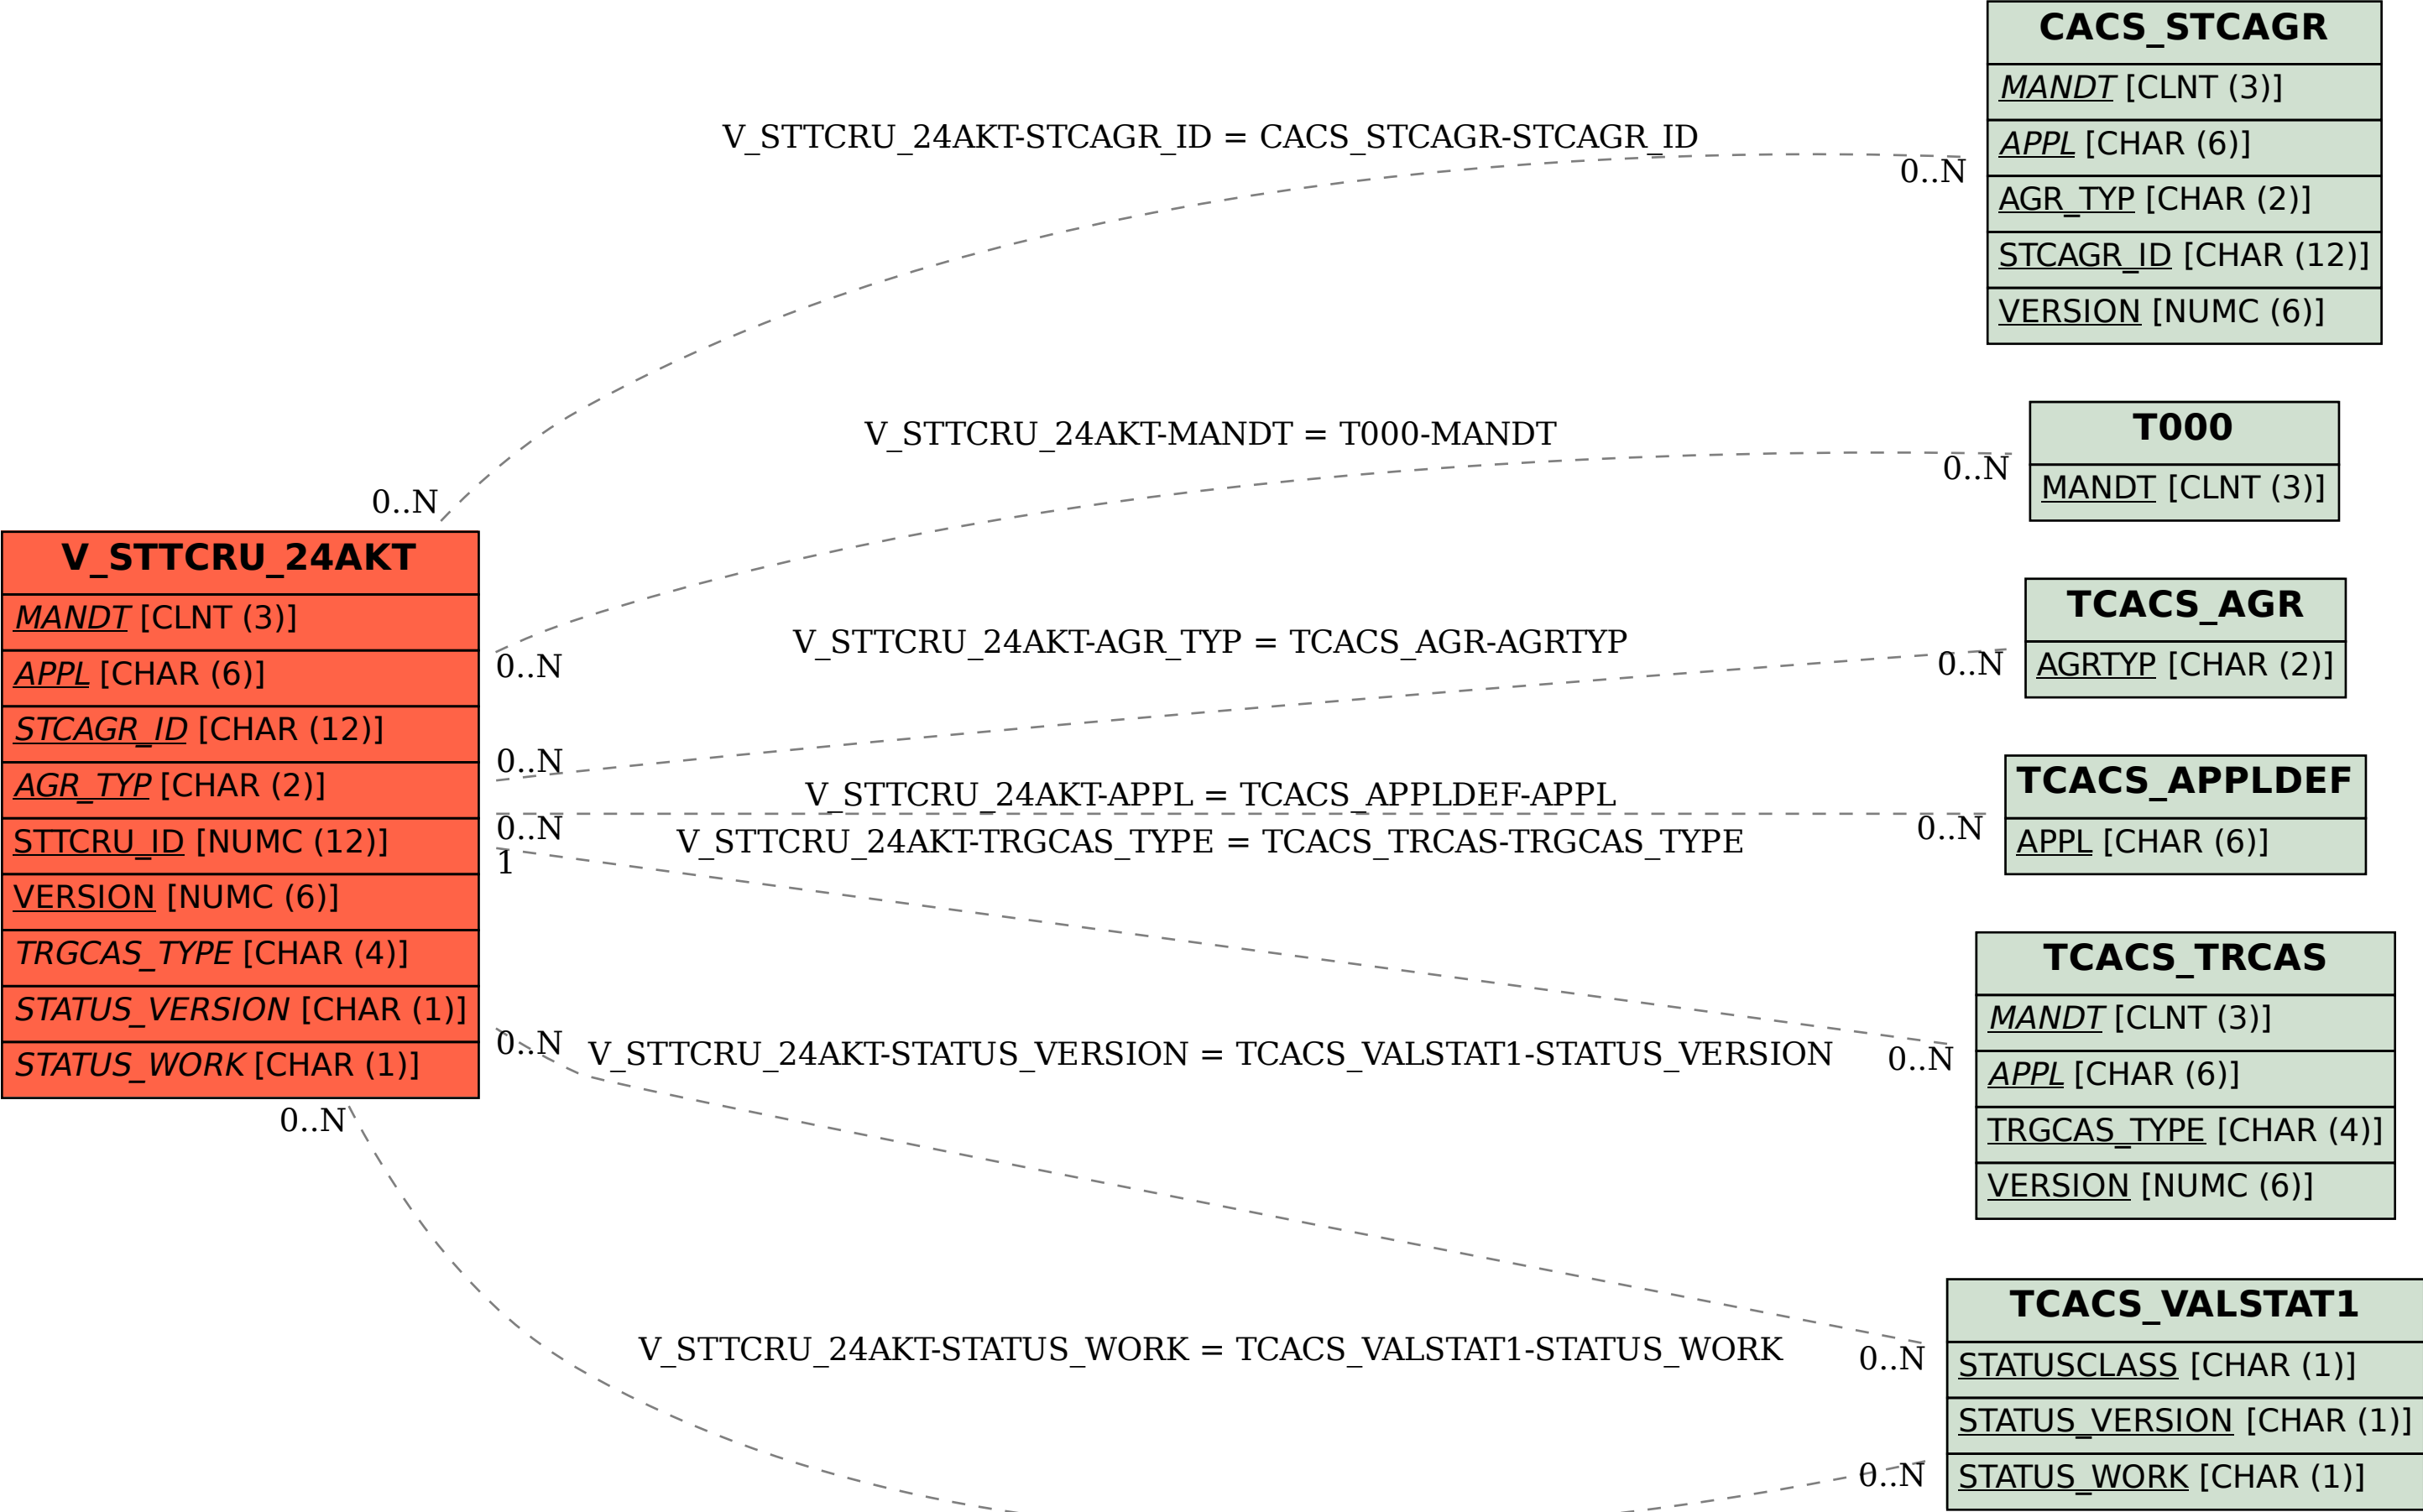 CACS_STCAGR
MANDT [CLNT (3)]
APPL [CHAR (6)]
AGR_TYP [CHAR (2)]
STCAGR_ID [CHAR (12)]
VERSION [NUMC (6)]
V_STTCRU_24AKT-STCAGR_ID = CACS_STCAGR-STCAGR_ID
0..N
0..N
T000
MANDT [CLNT (3)]
V_STTCRU_24AKT-MANDT = T000-MANDT
0..N
0..N
V_STTCRU_24AKT
MANDT [CLNT (3)]
APPL [CHAR (6)]
STCAGR_ID [CHAR (12)]
AGR_TYP [CHAR (2)]
STTCRU_ID [NUMC (12)]
VERSION [NUMC (6)]
TRGCAS_TYPE [CHAR (4)]
STATUS_VERSION [CHAR (1)]
STATUS_WORK [CHAR (1)]
TCACS_AGR
AGRTYP [CHAR (2)]
V_STTCRU_24AKT-AGR_TYP = TCACS_AGR-AGRTYP
0..N
0..N
TCACS_APPLDEF
APPL [CHAR (6)]
V_STTCRU_24AKT-APPL = TCACS_APPLDEF-APPL
0..N
0..N
V_STTCRU_24AKT-TRGCAS_TYPE = TCACS_TRCAS-TRGCAS_TYPE
1
0..N
TCACS_TRCAS
MANDT [CLNT (3)]
APPL [CHAR (6)]
TRGCAS_TYPE [CHAR (4)]
VERSION [NUMC (6)]
0..N
V_STTCRU_24AKT-STATUS_VERSION = TCACS_VALSTAT1-STATUS_VERSION
0..N
0..N
V_STTCRU_24AKT-STATUS_WORK = TCACS_VALSTAT1-STATUS_WORK
0..N
TCACS_VALSTAT1
STATUSCLASS [CHAR (1)]
STATUS_VERSION [CHAR (1)]
STATUS_WORK [CHAR (1)]